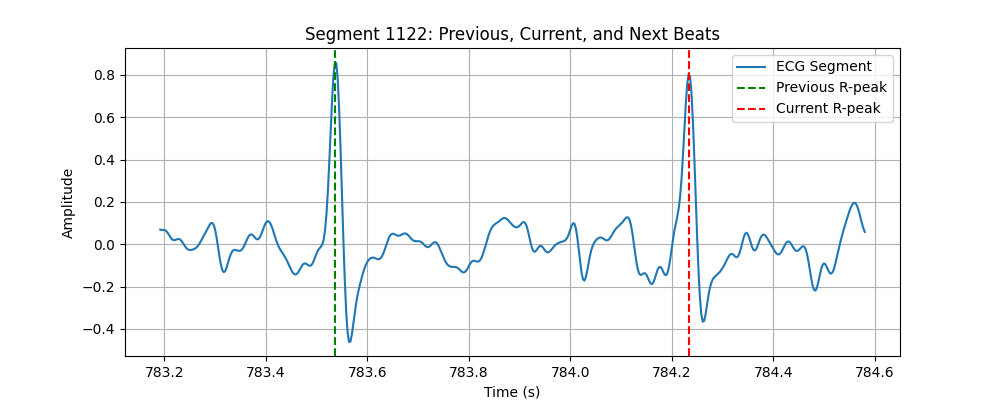 Segment 1122: Previous, Current, and Next Beats
ECG Segment
Previous R-peak
Current R-peak
Amplitude
0.8
0.6
0.4
0.2
0.0
−0.2
−0.4
783.2 783.4 783.6 783.8 784.0 784.2 784.4 784.6
Time (s)